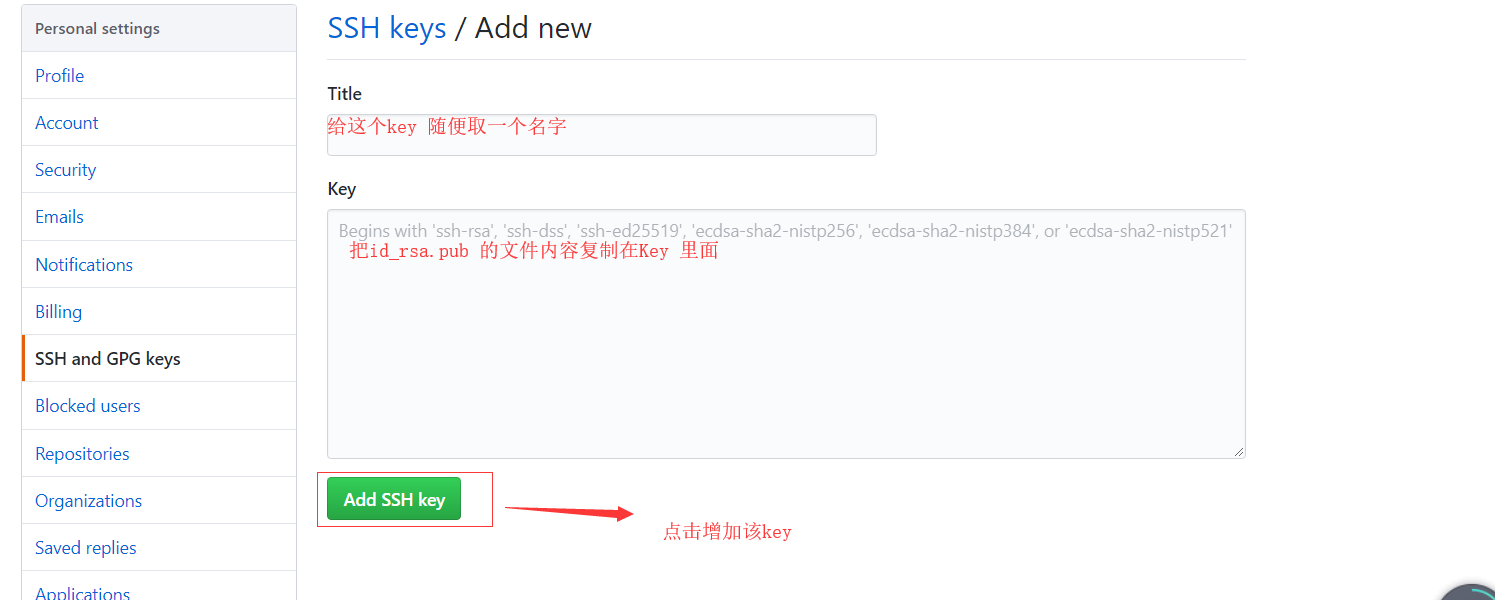 Personal settings
Profile
Account
Security
Emails
Notifications
Billing
SSH and GPG keys
Blocked users
Repositories
Organizations
Saved replies
Applications
SSH keys / Add new
Title
给这个key 随便取一个名字
Key
Begins with 'ssh-rsa', 'ssh-dss', 'ssh-ed25519', 'ecdsa-sha2-nistp256', 'ecdsa-sha2-nistp384', or 'ecdsa-sha2-nistp521'
把id_rsa.pub 的文件内容复制在Key 里面
Add SSH key
点击增加该key